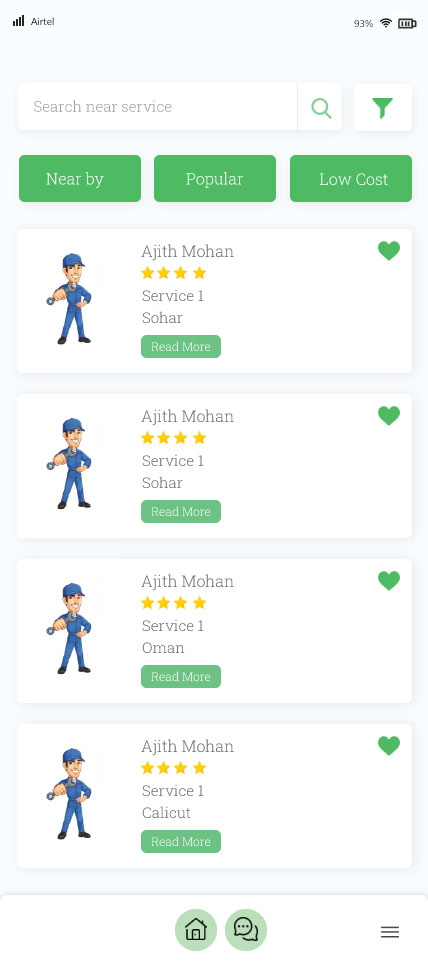 Airtel 93%
Search near service
Near by Popular Low Cost
Ajith Mohan
Service 1
Sohar
Read More
Ajith Mohan
Service 1
Sohar
Read More
Ajith Mohan
Service 1
Oman
Read More
Ajith Mohan
Service 1
Calicut
Read More